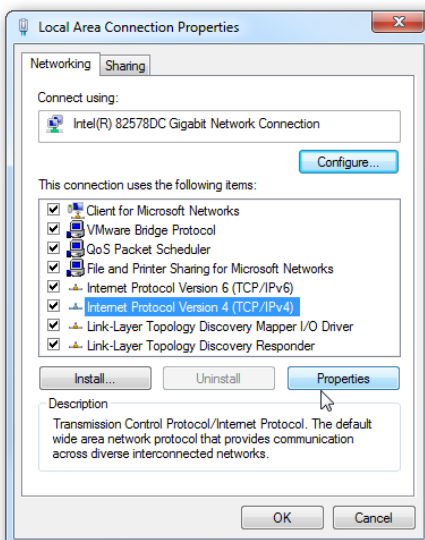 Local Area Connection Properties
Networking
Sharing
Connect using:
Intel(R) 82578DC Gigabit Network Connection
Configure...
This connection uses the following items:
Client for Microsoft Networks
VMware Bridge Protocol
QoS Packet Scheduler
File and Printer Sharing for Microsoft Networks
Internet Protocol Version 6 (TCP/IPv6)
Internet Protocol Version 4 (TCP/IPv4)
Link-Layer Topology Discovery Mapper I/O Driver
Link-Layer Topology Discovery Responder
Install...
Uninstall
Properties
Description
Transmission Control Protocol/Internet Protocol. The default
wide area network protocol that provides communication
across diverse interconnected networks.
OK
Cancel